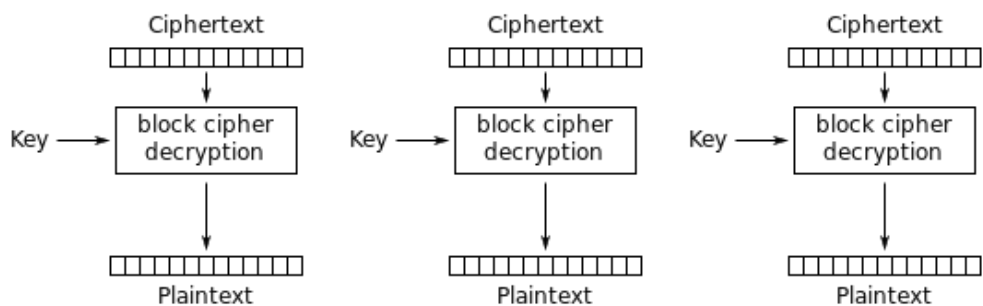 Ciphertext Ciphertext Ciphertext
Key block cipher decryption Key block cipher decryption Key block cipher decryption
Plaintext Plaintext Plaintext